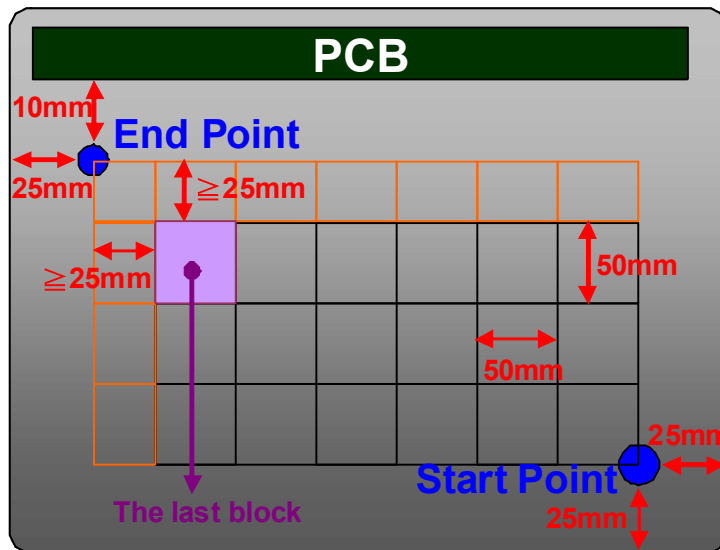 PCB
10mm
End Point
25mm
≧25mm
≧25mm
50mm
50mm
25mm
Start Point
25mm
The last block